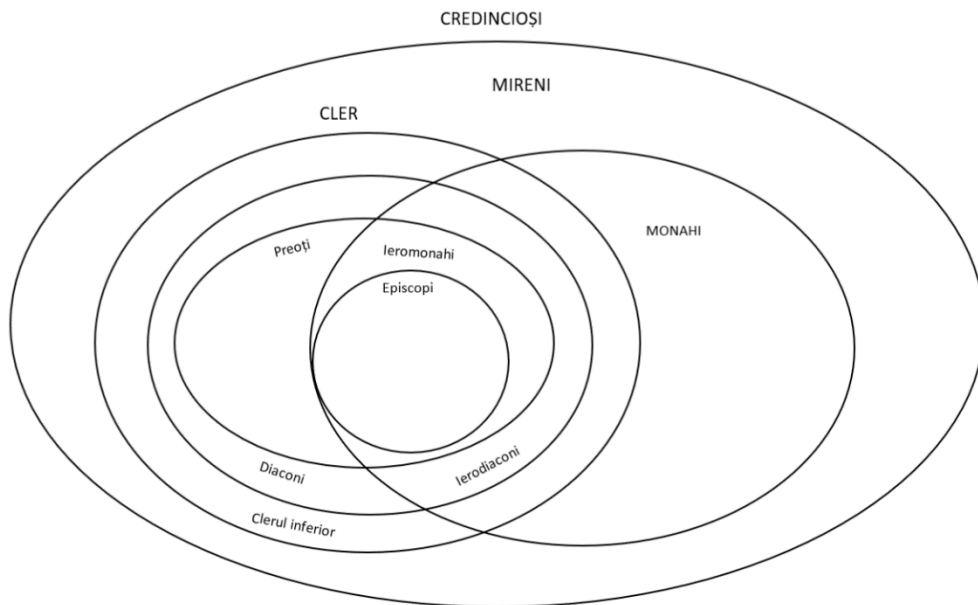 CREDINCIOȘI
MIRENI
CLER
MONAHI
Preoți
Ieromonahi
Episcopi
Diaconi
Ierodiaconi
Clerul inferior